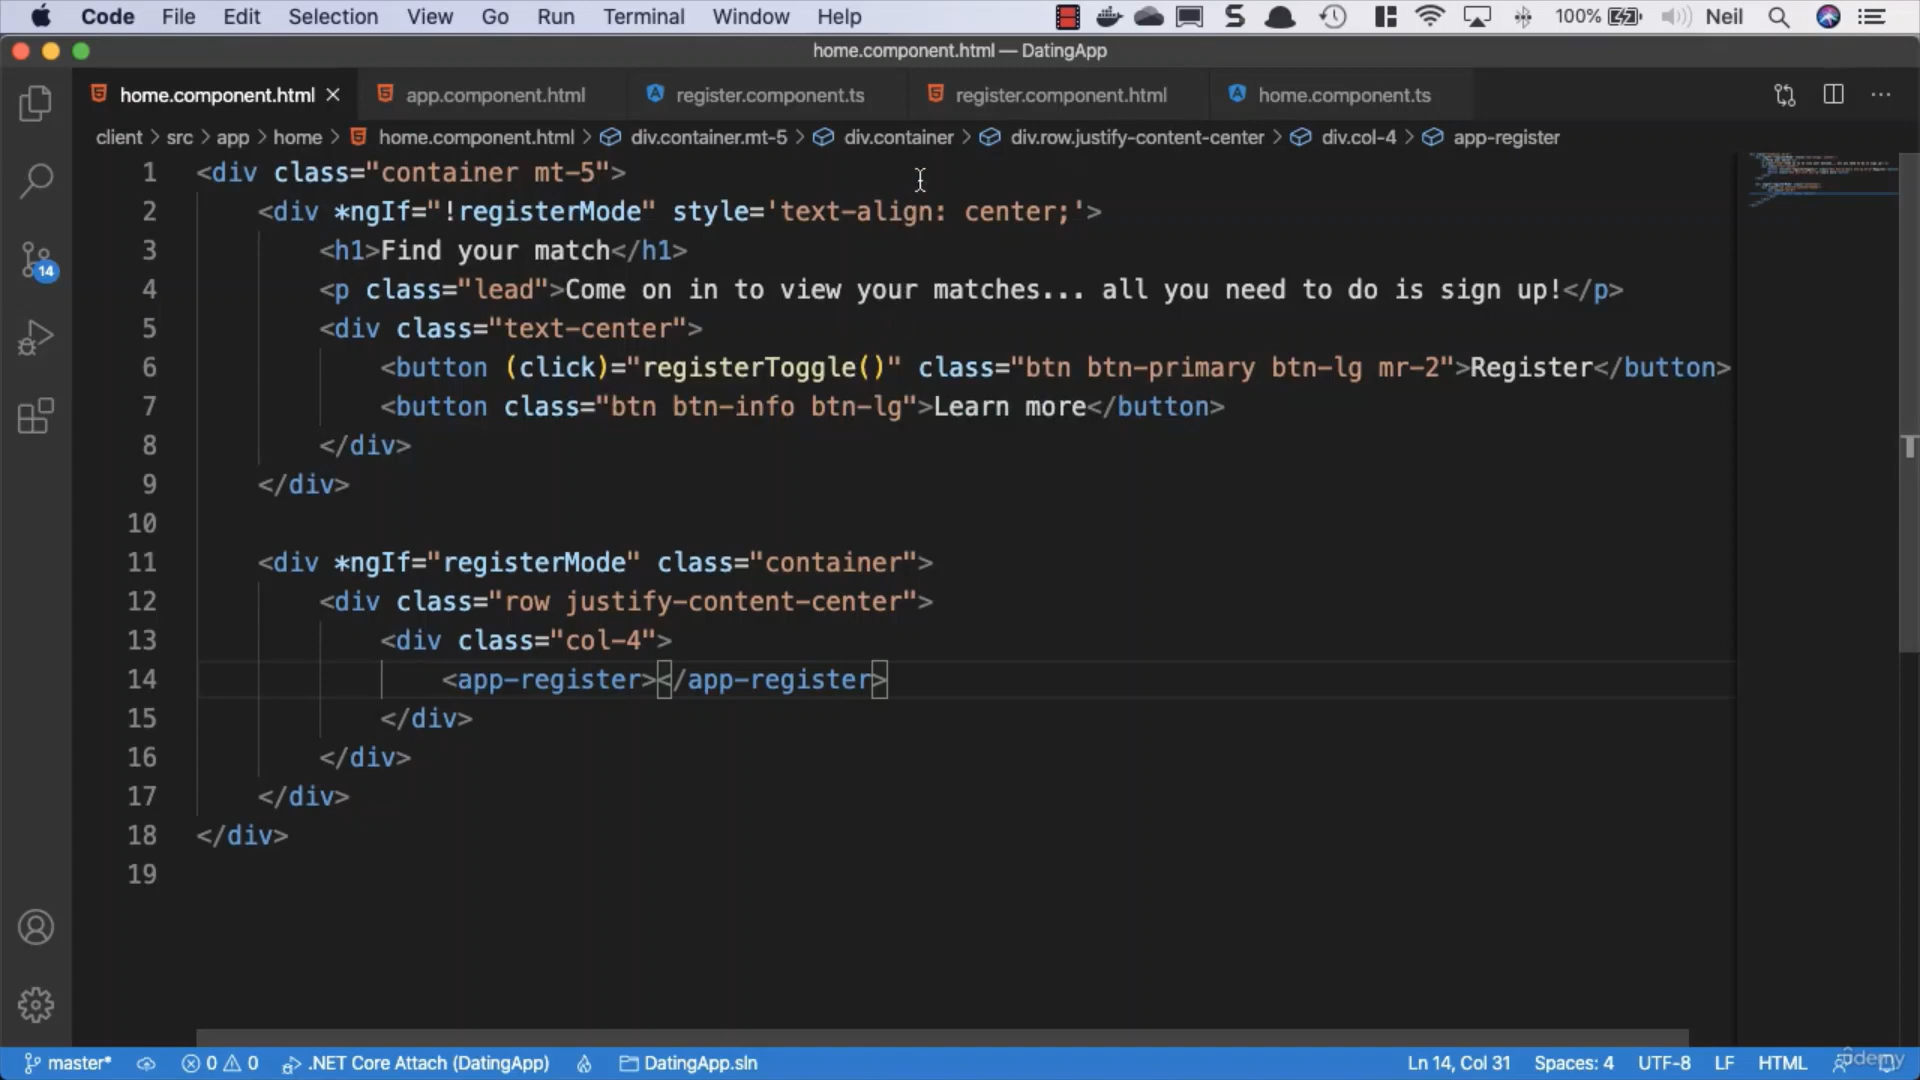 Code File Edit Selection View Go Run Terminal Window Help 100% Neil
home.component.html — DatingApp
home.component.html app.component.html register.component.ts register.component.html home.component.ts
client > src > app > home > home.component.html > div.container.mt-5 > div.container > div.row.justify-content-center > div.col-4 > app-register
1 <div class="container mt-5">
2 <div *ngIf="!registerMode" style='text-align: center;'>
3 <h1>Find your match</h1>
4 <p class="lead">Come on in to view your matches... all you need to do is sign up!</p>
5 <div class="text-center">
6 <button (click)="registerToggle()" class="btn btn-primary btn-lg mr-2">Register</button>
7 <button class="btn btn-info btn-lg">Learn more</button>
8 </div>
9 </div>
10
11 <div *ngIf="registerMode" class="container">
12 <div class="row justify-content-center">
13 <div class="col-4">
14 <app-register></app-register>
15 </div>
16 </div>
17 </div>
18 </div>
19
14
master* 0 0 .NET Core Attach (DatingApp) DatingApp.sln Ln 14, Col 31 Spaces: 4 UTF-8 LF HTML
udemy